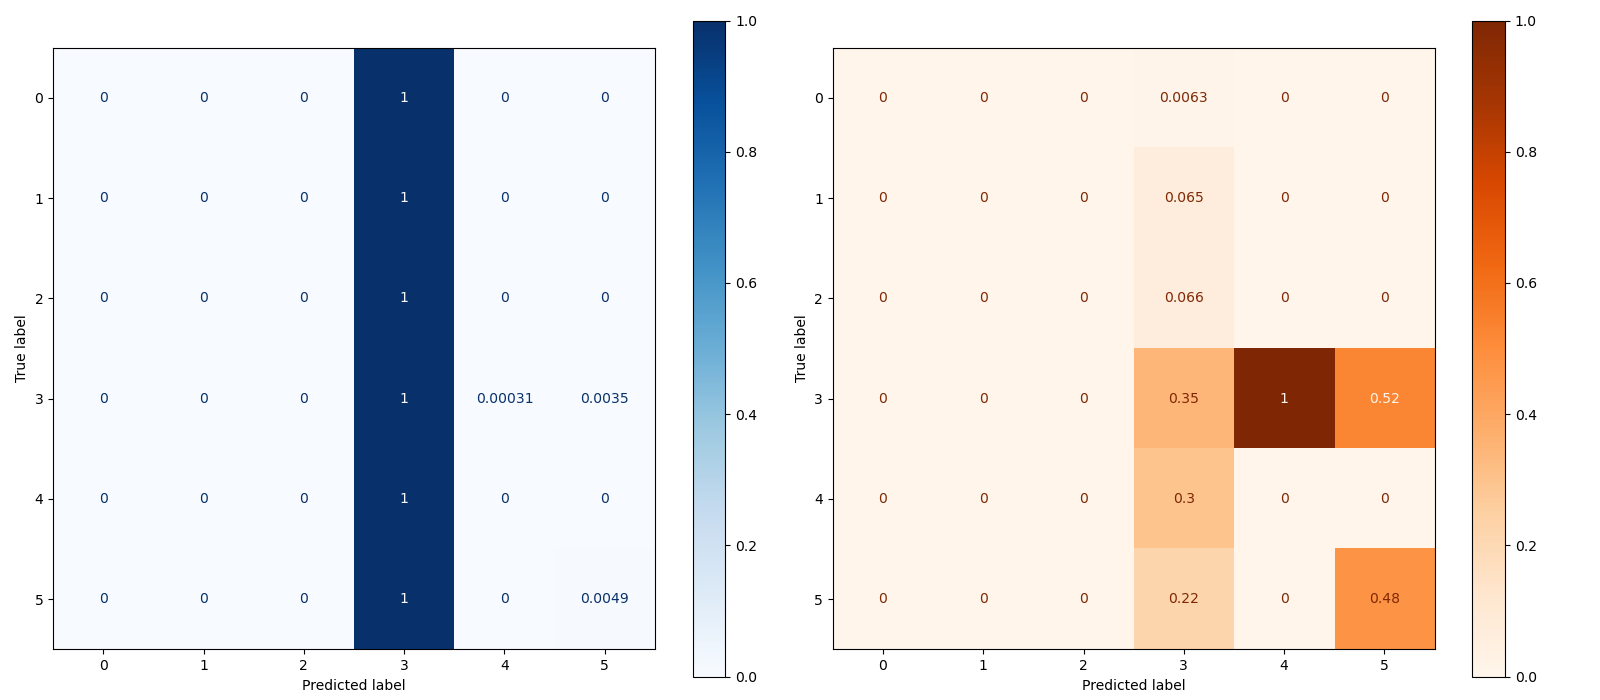 1.0
0.8
0.6
0.4
0.2
0.0
0 0 0 0 1 0 0
1 0 0 0 1 0 0
2 0 0 0 1 0 0
3 0 0 0 1 0.00031 0.0035
4 0 0 0 1 0 0
5 0 0 0 1 0 0.0049
0 1 2 3 4 5
True label
Predicted label
1.0
0.8
0.6
0.4
0.2
0.0
0 0 0 0 0.0063 0 0
1 0 0 0 0.065 0 0
2 0 0 0 0.066 0 0
3 0 0 0 0.35 1 0.52
4 0 0 0 0.3 0 0
5 0 0 0 0.22 0 0.48
0 1 2 3 4 5
True label
Predicted label